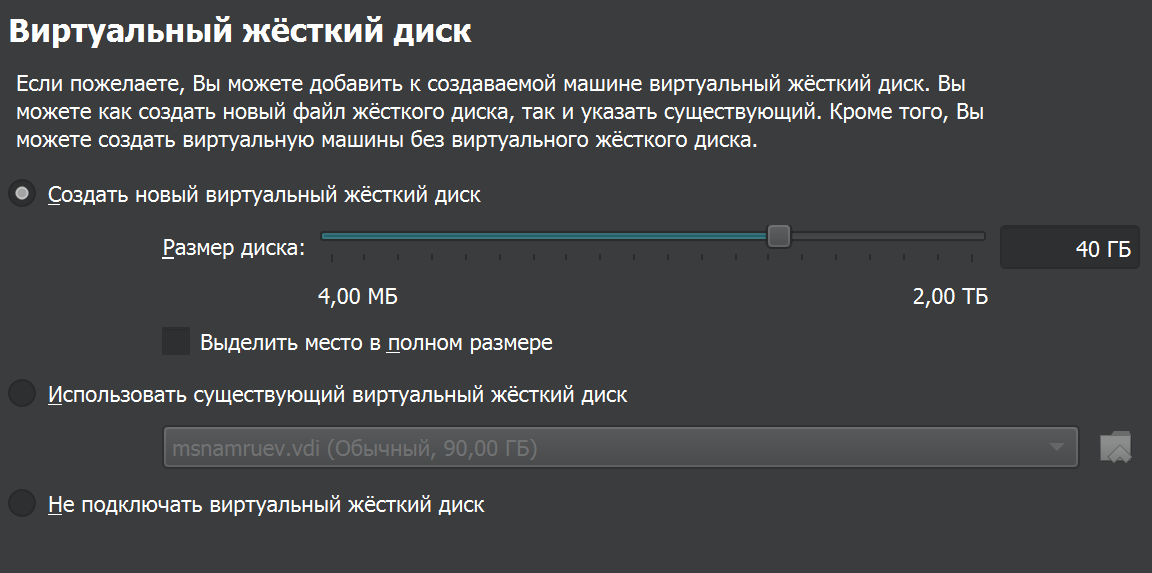 Виртуальный жёсткий диск
Если пожелаете, Вы можете добавить к создаваемой машине виртуальный жёсткий диск. Вы
можете как создать новый файл жёсткого диска, так и указать существующий. Кроме того, Вы
можете создать виртуальную машины без виртуального жёсткого диска.
Создать новый виртуальный жёсткий диск
Размер диска:
40 ГБ
4,00 МБ
2,00 ТБ
Выделить место в полном размере
Использовать существующий виртуальный жёсткий диск
msnamruev.vdi (Обычный, 90,00 ГБ)
Не подключать виртуальный жёсткий диск